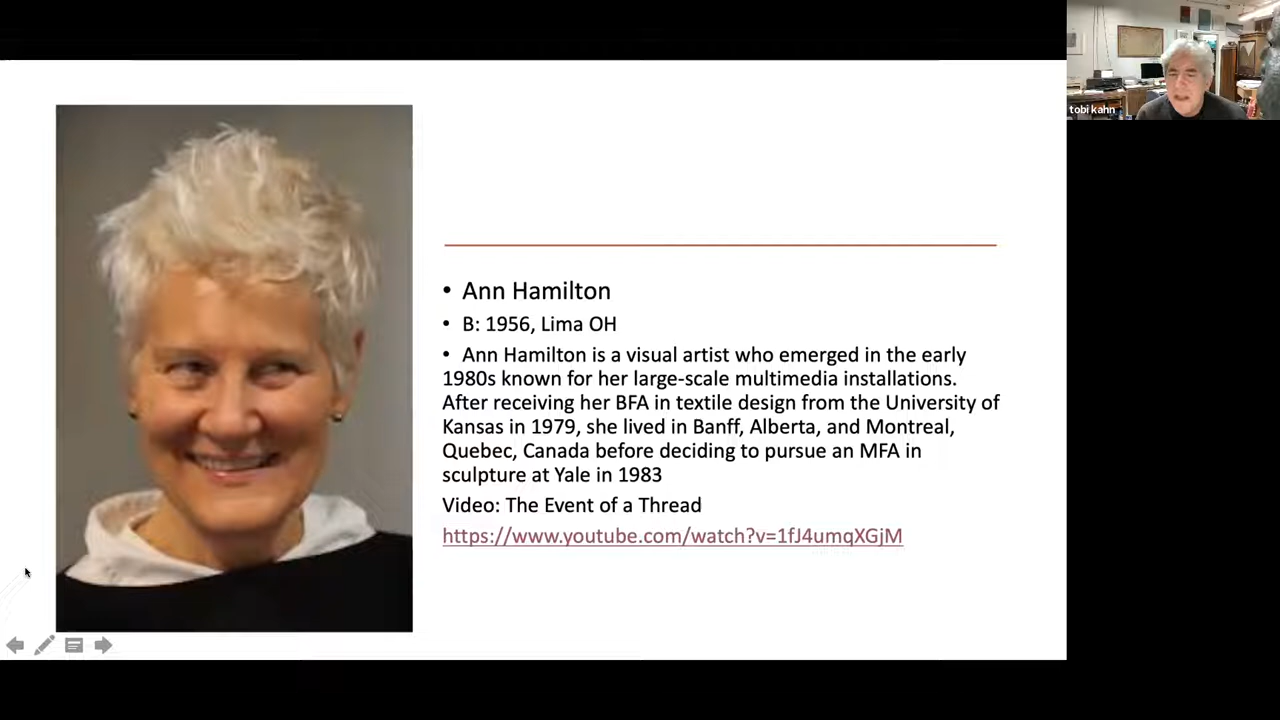 tobi kahn
• Ann Hamilton
• B: 1956, Lima OH
• Ann Hamilton is a visual artist who emerged in the early
1980s known for her large-scale multimedia installations.
After receiving her BFA in textile design from the University of
Kansas in 1979, she lived in Banff, Alberta, and Montreal,
Quebec, Canada before deciding to pursue an MFA in
sculpture at Yale in 1983
Video: The Event of a Thread
https://www.youtube.com/watch?v=1fJ4umqXGjM